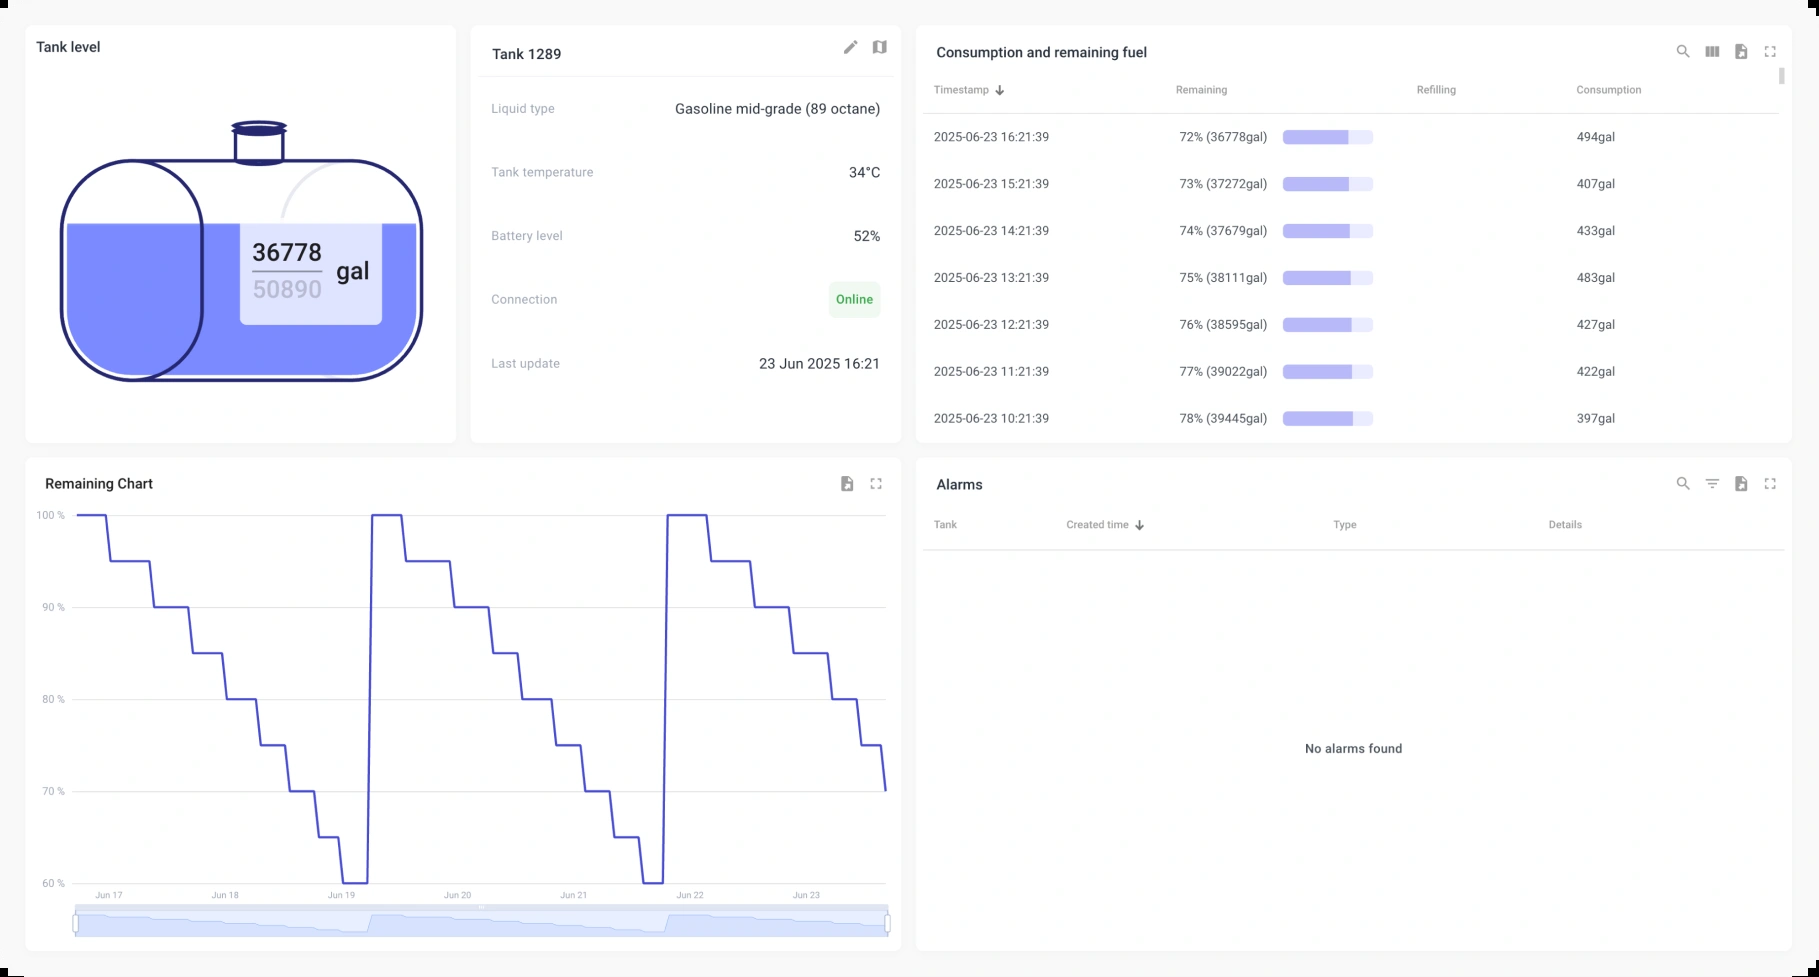 Tank level
36778
50890
gal
Tank 1289
Liquid type Gasoline mid-grade (89 octane)
Tank temperature 34°C
Battery level 52%
Connection Online
Last update 23 Jun 2025 16:21
Consumption and remaining fuel
Timestamp Remaining Refilling Consumption
2025-06-23 16:21:39 72% (36778gal) 494gal
2025-06-23 15:21:39 73% (37272gal) 407gal
2025-06-23 14:21:39 74% (37679gal) 433gal
2025-06-23 13:21:39 75% (38111gal) 483gal
2025-06-23 12:21:39 76% (38595gal) 427gal
2025-06-23 11:21:39 77% (39022gal) 422gal
2025-06-23 10:21:39 78% (39445gal) 397gal
Remaining Chart
100 %
90 %
80 %
70 %
60 %
Jun 17 Jun 18 Jun 19 Jun 20 Jun 21 Jun 22 Jun 23
Alarms
Tank Created time Type Details
No alarms found